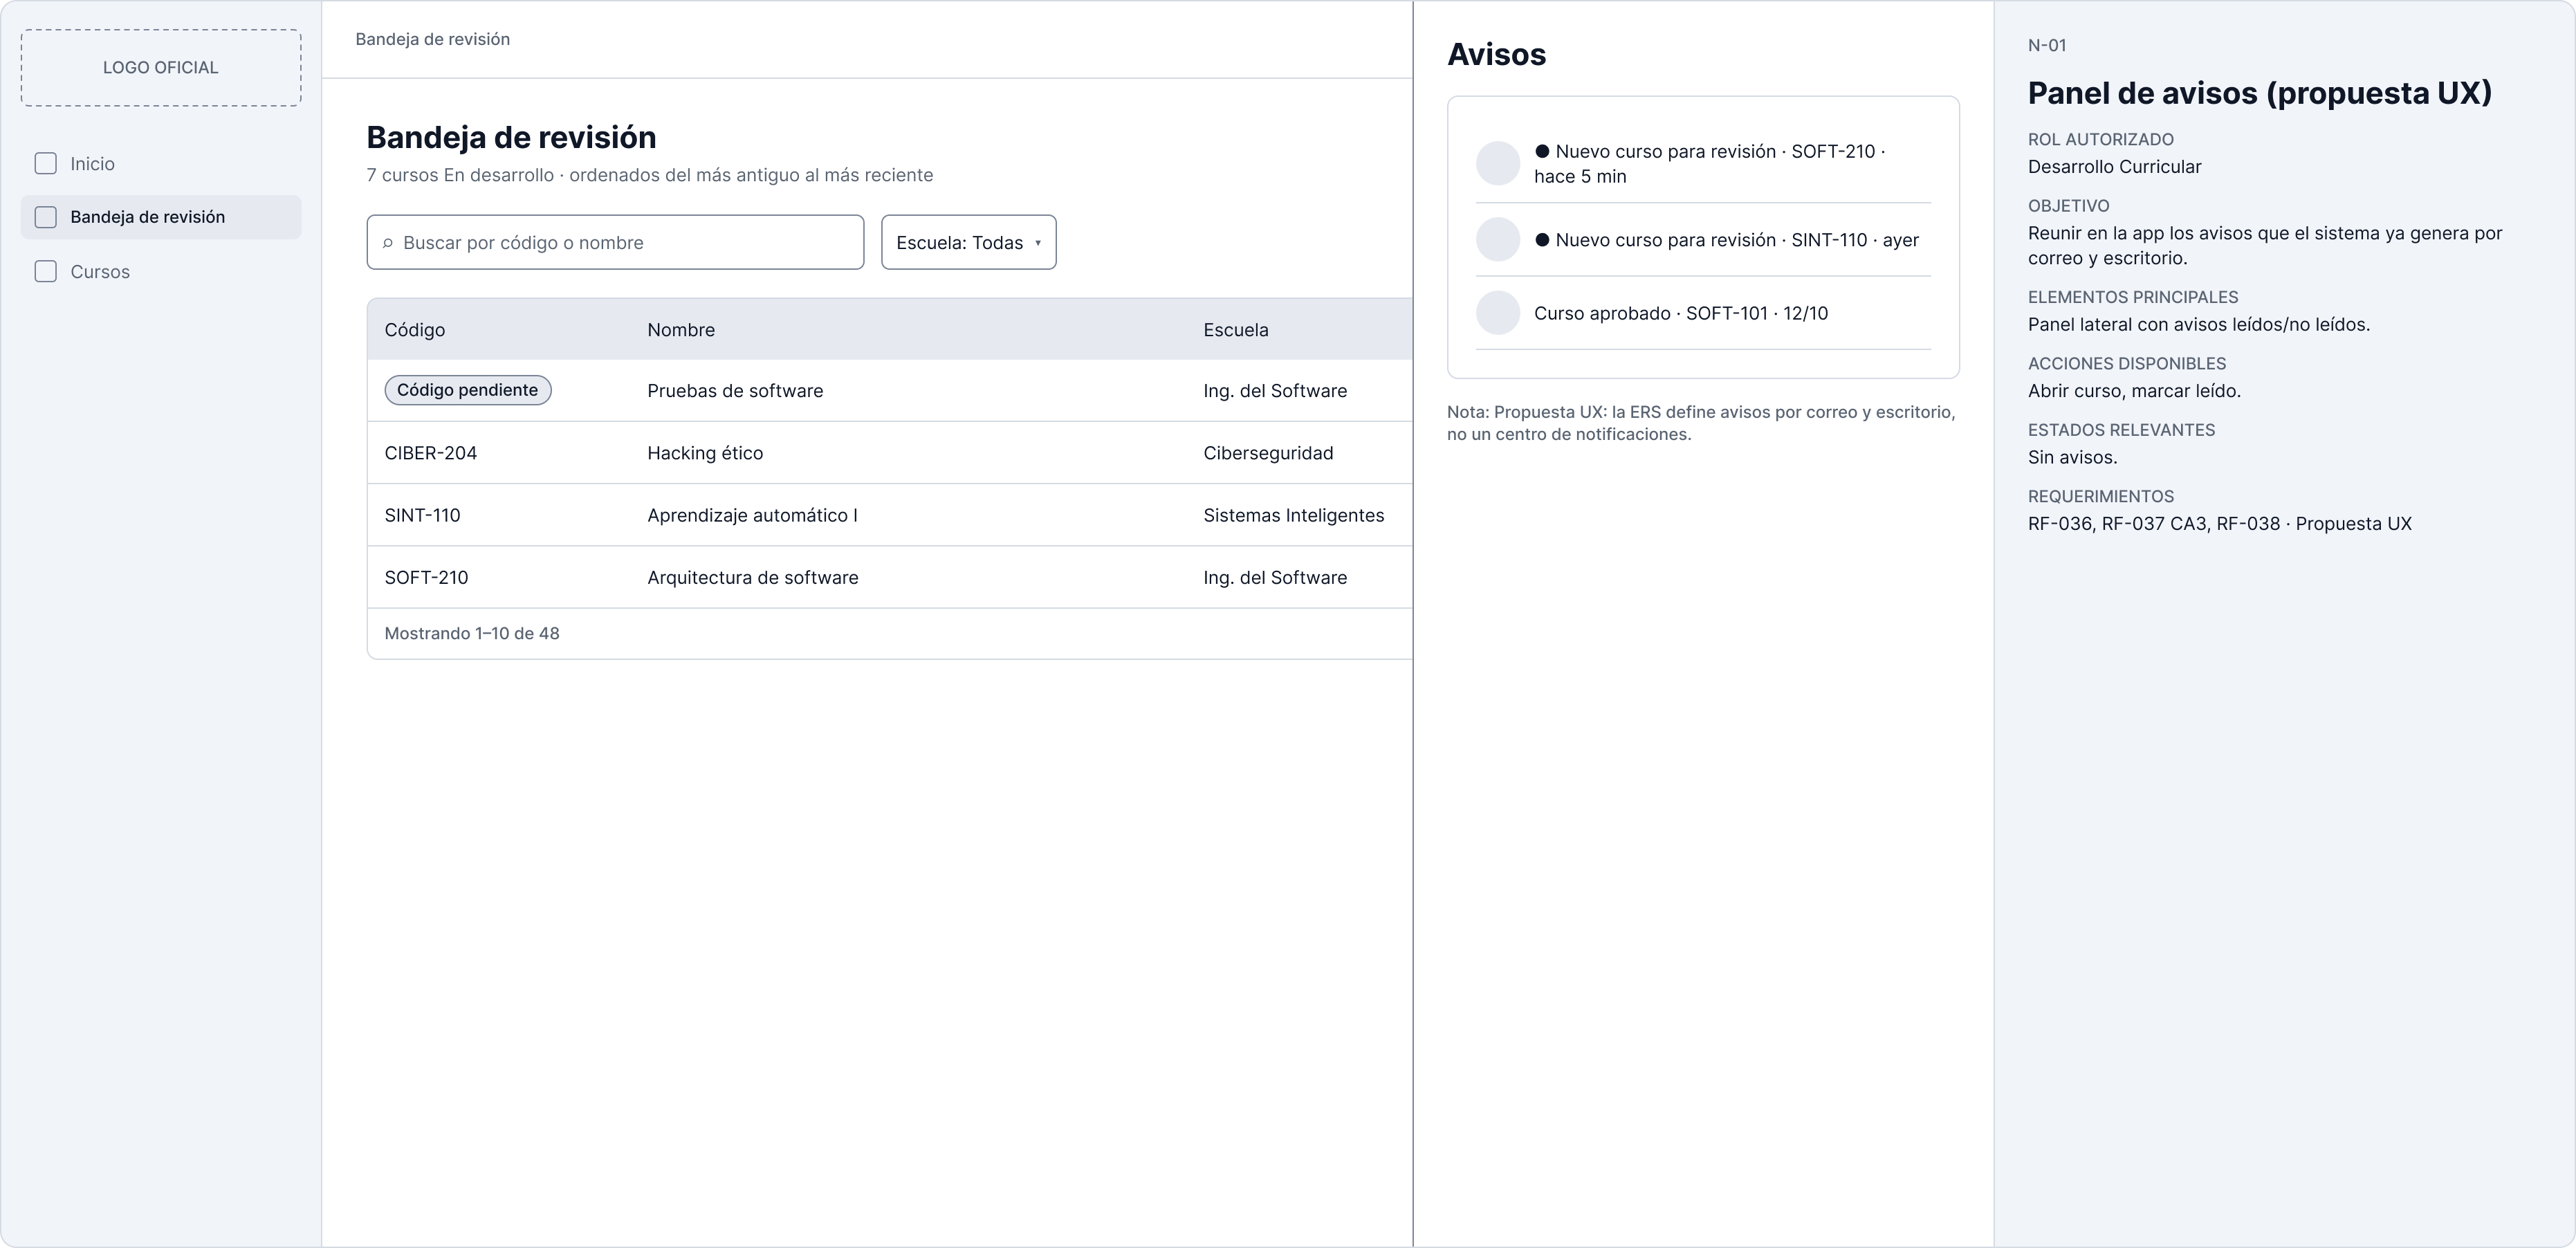 LOGO OFICIAL
Inicio
Bandeja de revisión
Cursos
Bandeja de revisión
Bandeja de revisión
7 cursos En desarrollo · ordenados del más antiguo al más reciente
Buscar por código o nombre
Escuela: Todas
Código Nombre Escuela
Código pendiente Pruebas de software Ing. del Software
CIBER-204 Hacking ético Ciberseguridad
SINT-110 Aprendizaje automático I Sistemas Inteligentes
SOFT-210 Arquitectura de software Ing. del Software
Mostrando 1–10 de 48
Avisos
● Nuevo curso para revisión · SOFT-210 ·
hace 5 min
● Nuevo curso para revisión · SINT-110 · ayer
Curso aprobado · SOFT-101 · 12/10
Nota: Propuesta UX: la ERS define avisos por correo y escritorio,
no un centro de notificaciones.
N-01
Panel de avisos (propuesta UX)
ROL AUTORIZADO
Desarrollo Curricular
OBJETIVO
Reunir en la app los avisos que el sistema ya genera por
correo y escritorio.
ELEMENTOS PRINCIPALES
Panel lateral con avisos leídos/no leídos.
ACCIONES DISPONIBLES
Abrir curso, marcar leído.
ESTADOS RELEVANTES
Sin avisos.
REQUERIMIENTOS
RF-036, RF-037 CA3, RF-038 · Propuesta UX